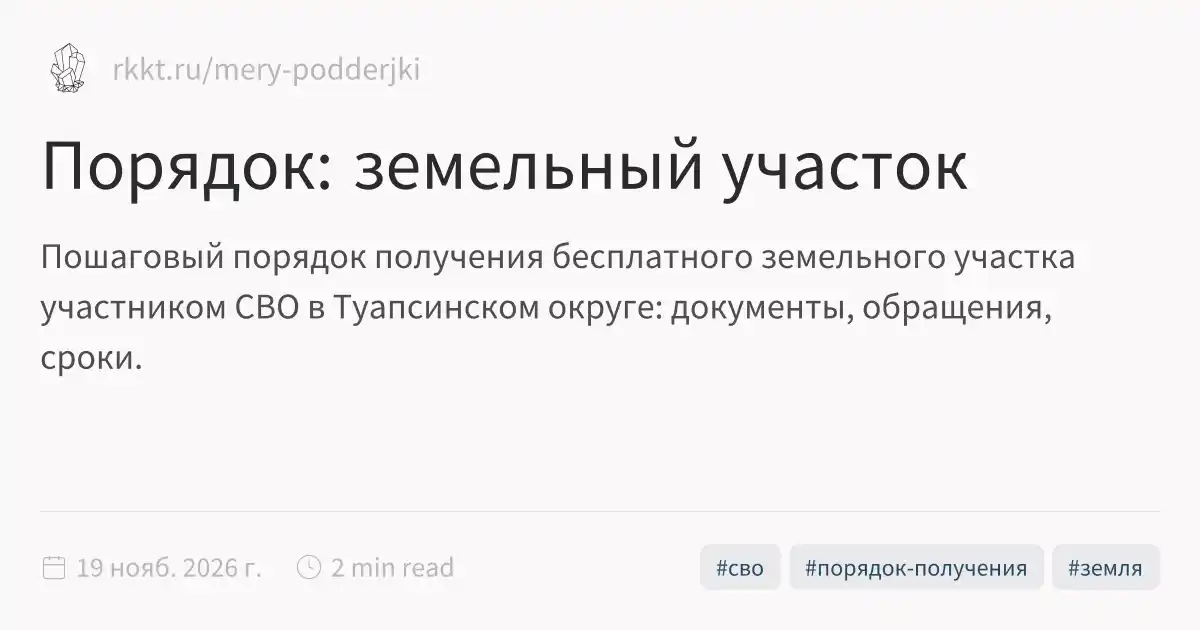 rkkt.ru/mery-podderjki
Порядок: земельный участок
Пошаговый порядок получения бесплатного земельного участка
участником СВО в Туапсинском округе: документы, обращения,
сроки.
19 нояб. 2026 г.
2 min read
#сво
#порядок-получения
#земля